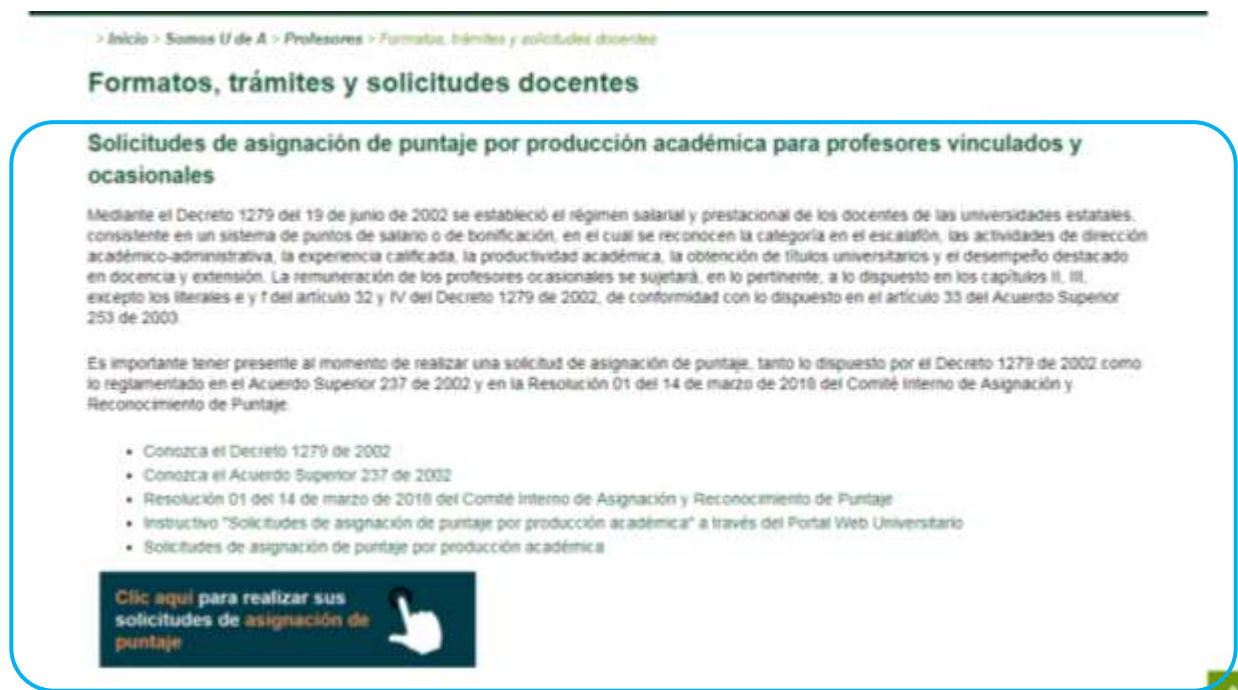 > Inicio > Somos U de A > Profesores > Formatos, trámites y solicitudes docentes
Formatos, trámites y solicitudes docentes
Solicitudes de asignación de puntaje por producción académica para profesores vinculados y
ocasionales
Mediante el Decreto 1279 del 19 de junio de 2002 se estableció el régimen salarial y prestacional de los docentes de las universidades estatales,
consistente en un sistema de puntos de salario o de bonificación, en el cual se reconocen la categoría en el escalafón, las actividades de dirección
académico-administrativa, la experiencia calificada, la productividad académica, la obtención de títulos universitarios y el desempeño destacado
en docencia y extensión. La remuneración de los profesores ocasionales se sujetará, en lo pertinente, a lo dispuesto en los capítulos II, III,
excepto los literales e y f del artículo 32 y IV del Decreto 1279 de 2002, de conformidad con lo dispuesto en el artículo 33 del Acuerdo Superior
253 de 2003.
Es importante tener presente al momento de realizar una solicitud de asignación de puntaje, tanto lo dispuesto por el Decreto 1279 de 2002 como
lo reglamentado en el Acuerdo Superior 237 de 2002 y en la Resolución 01 del 14 de marzo de 2018 del Comité Interno de Asignación y
Reconocimiento de Puntaje.
• Conozca el Decreto 1279 de 2002
• Conozca el Acuerdo Superior 237 de 2002
• Resolución 01 del 14 de marzo de 2018 del Comité Interno de Asignación y Reconocimiento de Puntaje
• Instructivo "Solicitudes de asignación de puntaje por producción académica" a través del Portal Web Universitario
• Solicitudes de asignación de puntaje por producción académica
Clic aquí para realizar sus
solicitudes de asignación de
puntaje